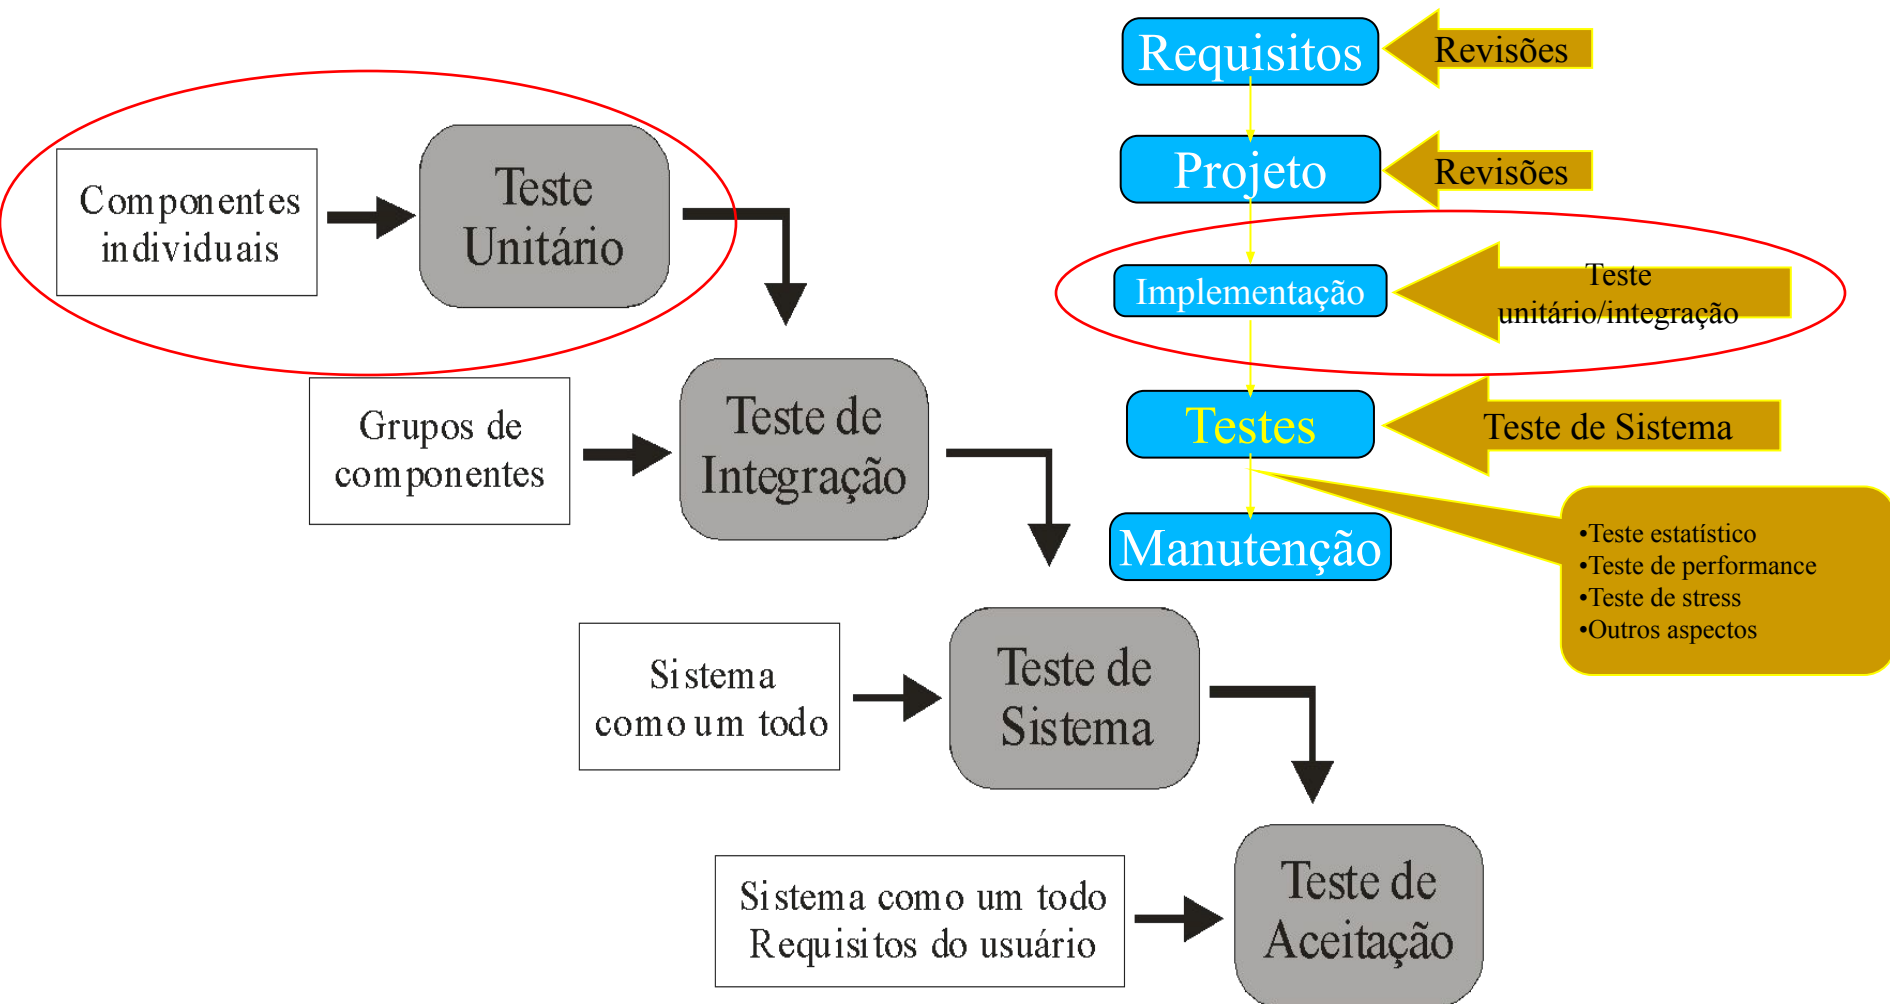 Requisitos
Revisões
Projeto
Revisões
Implementação
Teste
unitário/integração
Testes
Teste de Sistema
Manutenção
•Teste estatístico
•Teste de performance
•Teste de stress
•Outros aspectos
Componentes
individuais
Teste
Unitário
Grupos de
componentes
Teste de
Integração
Sistema
como um todo
Teste de
Sistema
Sistema como um todo
Requisitos do usuário
Teste de
Aceitação